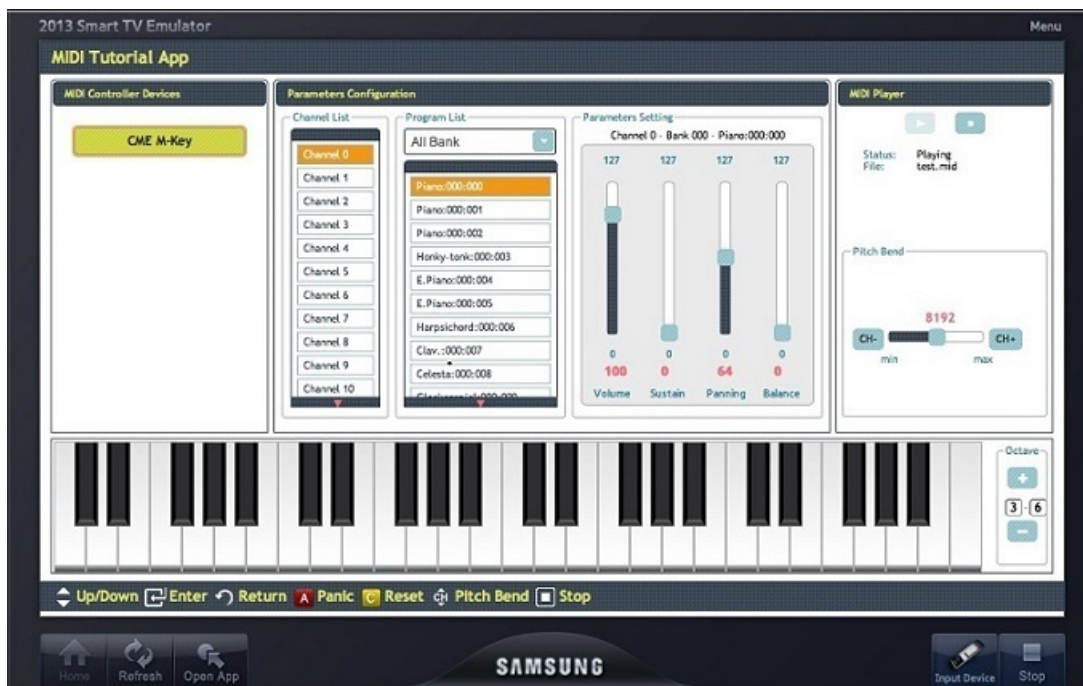 2013 Smart TV Emulator
Menu
MIDI Tutorial App
MIDI Controller Devices
CME M-Key
Parameters Configuration
Channel List
Channel 0
Channel 1
Channel 2
Channel 3
Channel 4
Channel 5
Channel 6
Channel 7
Channel 8
Channel 9
Channel 10
Program List
All Bank
Piano:000:000
Piano:000:001
Piano:000:002
Honky-tonk:000:003
E.Piano:000:004
E.Piano:000:005
Harpsichord:000:006
Clav.:000:007
Celesta:000:008
Parameters Setting
Channel 0 - Bank 000 - Piano:000:000
127 127 127 127
0 0 0 0
100 0 64 0
Volume Sustain Panning Balance
MIDI Player
Status: Playing
File: test.mid
Pitch Bend
8192
CH- CH+
min max
Octave
+
3 - 6
−
Up/Down Enter Return A Panic C Reset CH Pitch Bend Stop
Home Refresh Open App
SAMSUNG
Input Device Stop